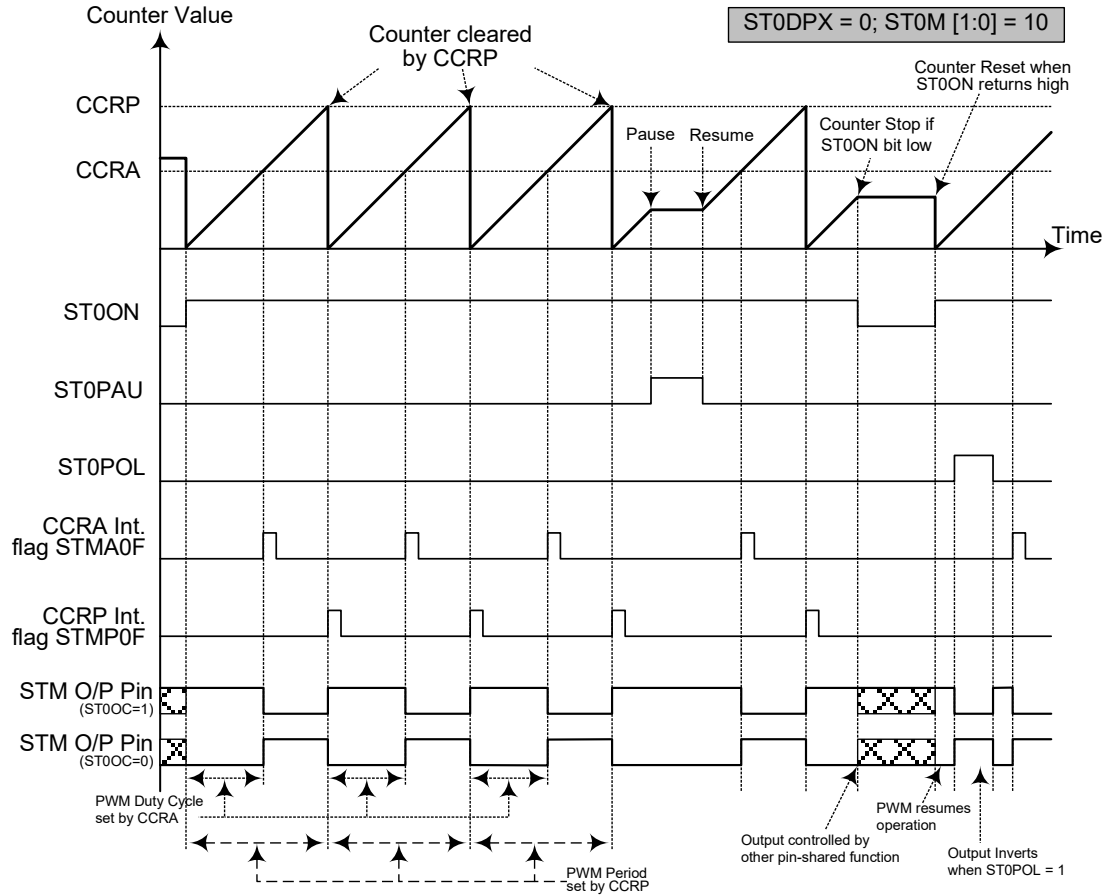 Counter Value
ST0DPX = 0; ST0M [1:0] = 10
Counter cleared
by CCRP
Counter Reset when
ST0ON returns high
CCRP
Pause
Resume
Counter Stop if
ST0ON bit low
CCRA
Time
ST0ON
ST0PAU
ST0POL
CCRA Int.
flag STMA0F
CCRP Int.
flag STMP0F
STM O/P Pin
(ST0OC=1)
STM O/P Pin
(ST0OC=0)
PWM Duty Cycle
set by CCRA
PWM resumes
operation
Output controlled by
other pin-shared function
Output Inverts
when ST0POL = 1
PWM Period
set by CCRP